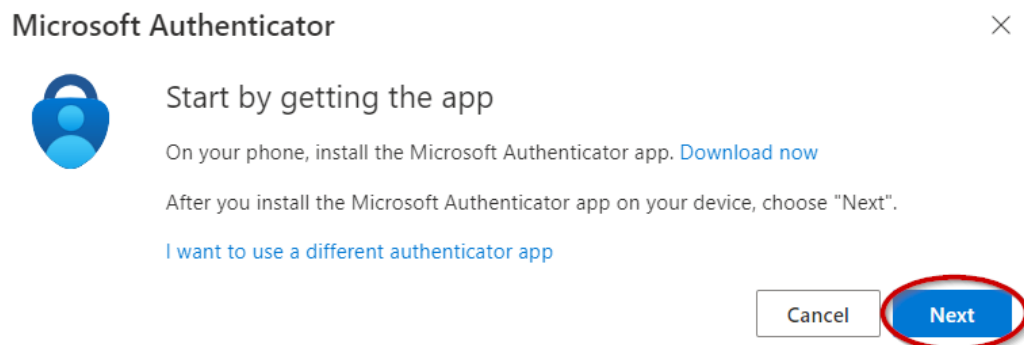 Microsoft Authenticator
Start by getting the app
On your phone, install the Microsoft Authenticator app. Download now
After you install the Microsoft Authenticator app on your device, choose "Next".
I want to use a different authenticator app
Cancel
Next